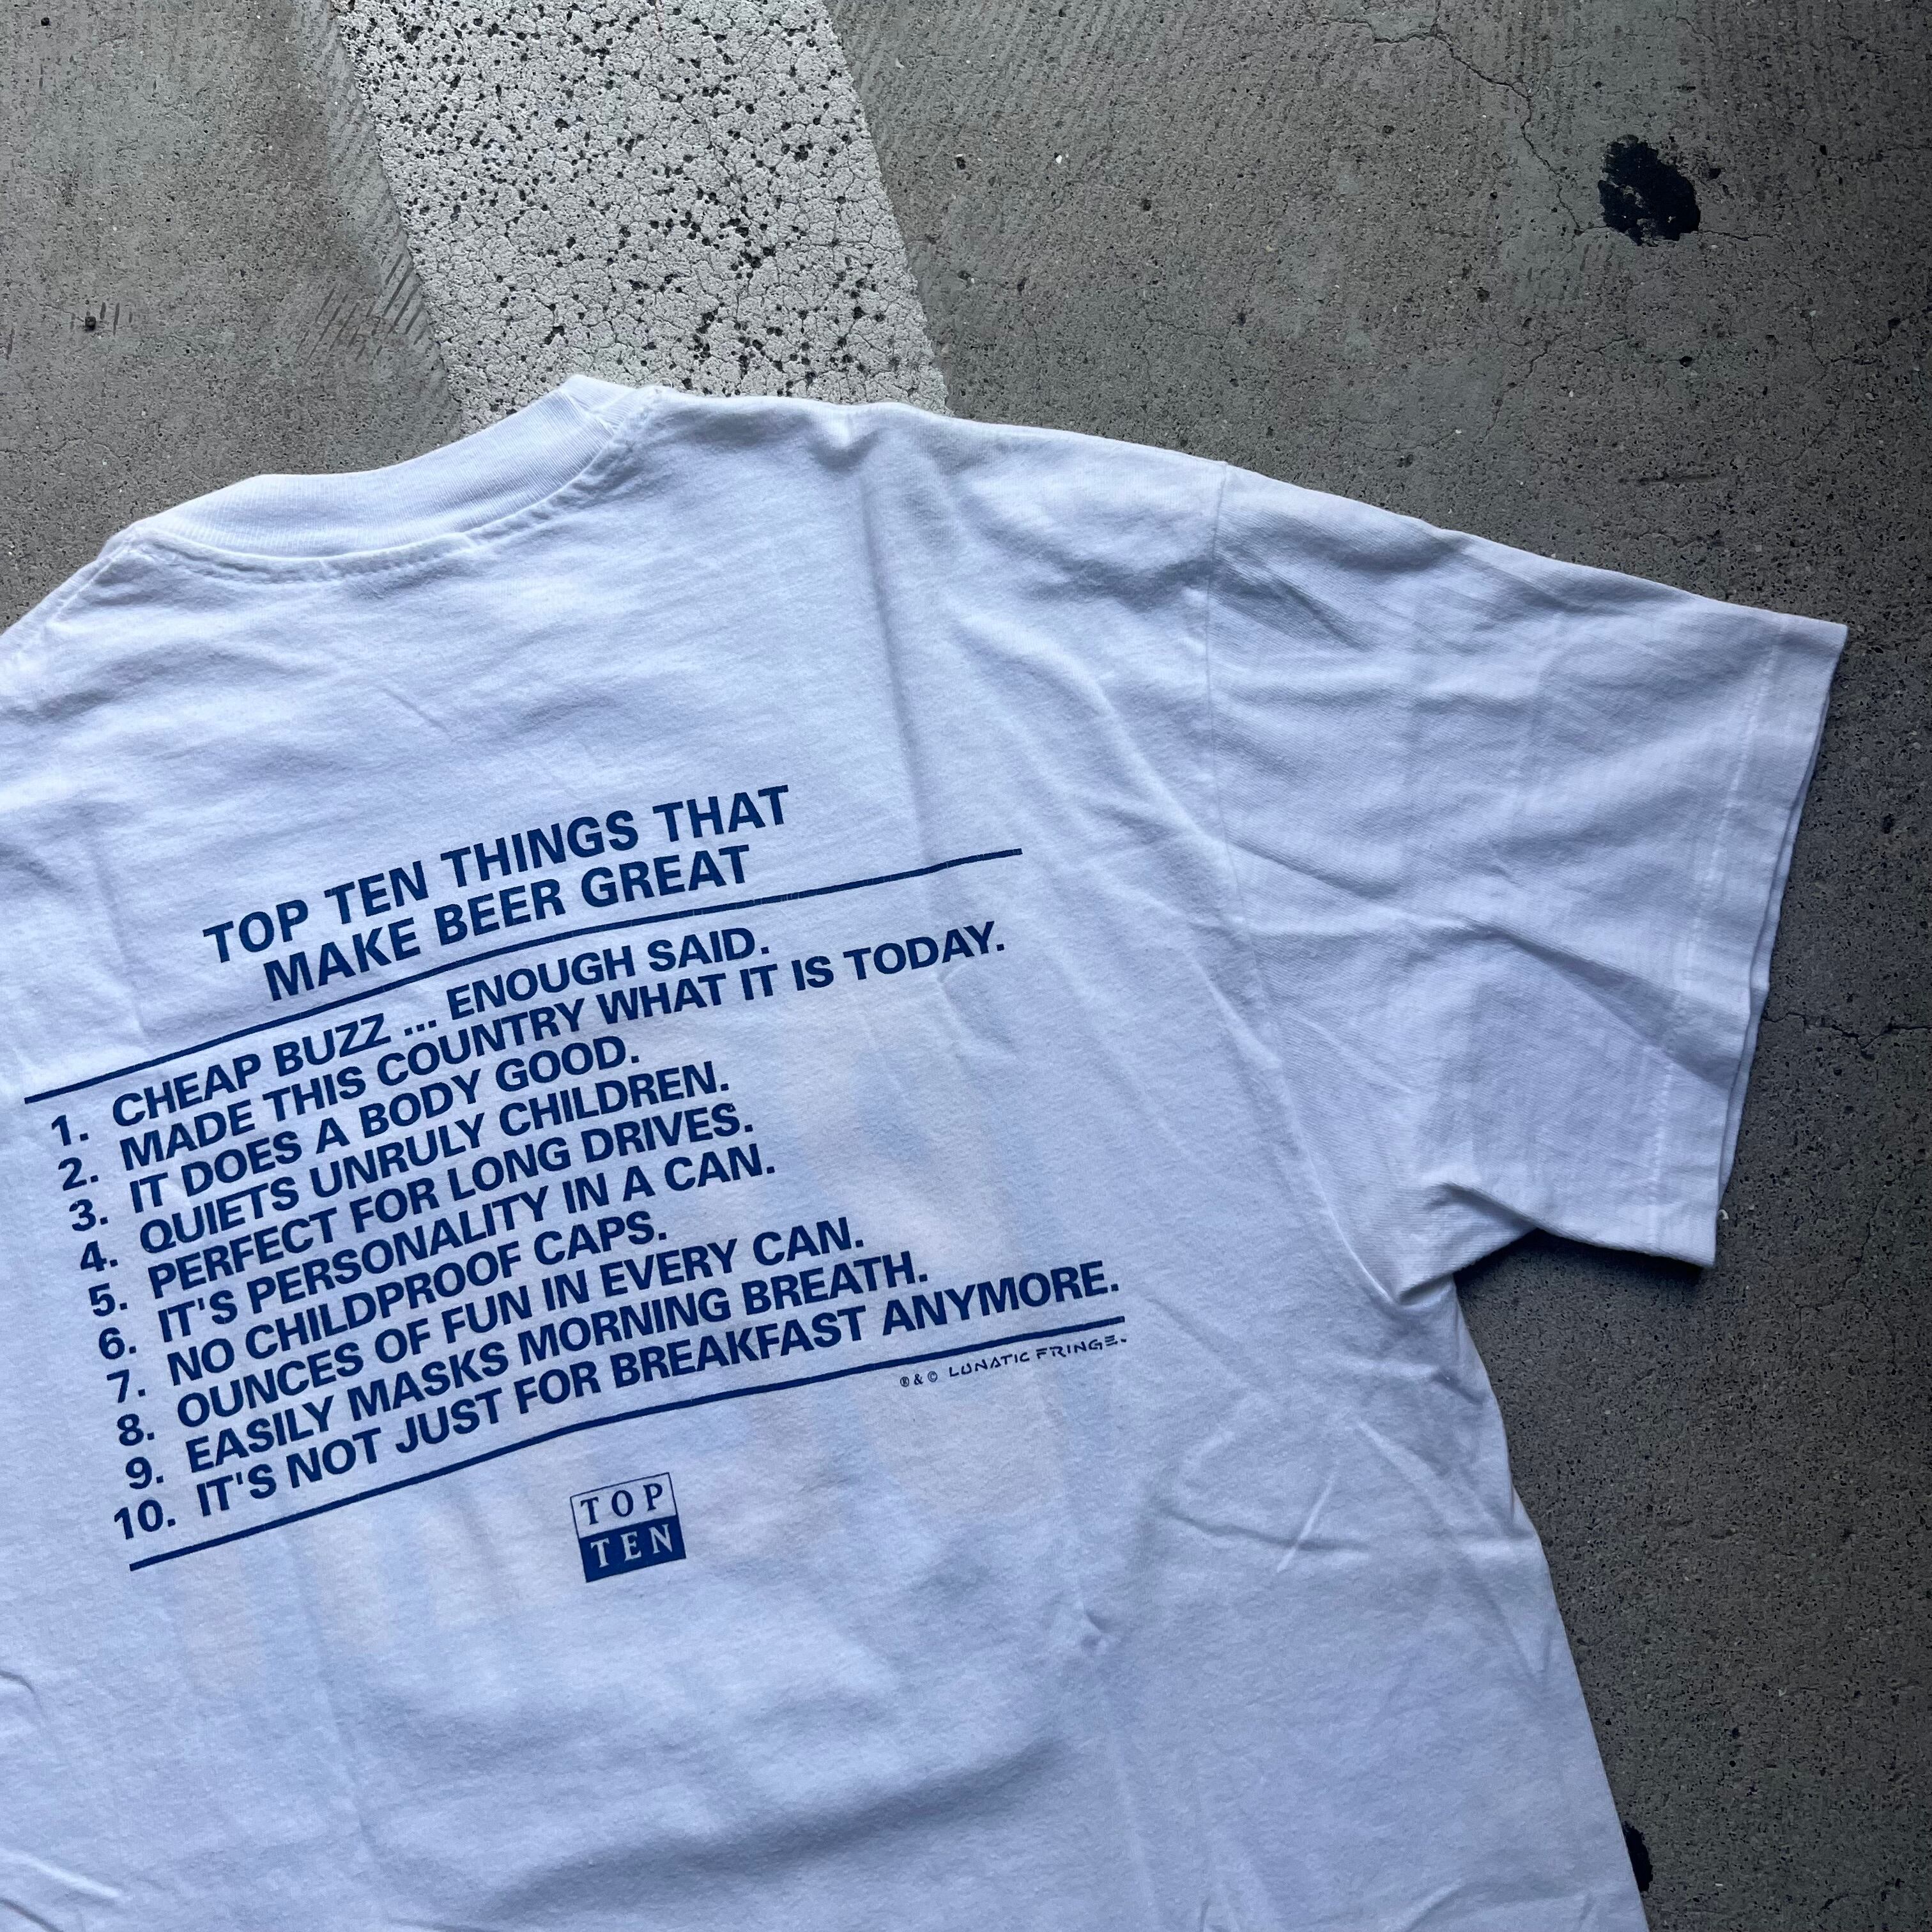 TOP TEN THINGS THAT
MAKE BEER GREAT
1. CHEAP BUZZ ... ENOUGH SAID.
2. MADE THIS COUNTRY WHAT IT IS TODAY.
3. IT DOES A BODY GOOD.
4. QUIETS UNRULY CHILDREN.
5. PERFECT FOR LONG DRIVES.
6. IT'S PERSONALITY IN A CAN.
7. NO CHILDPROOF CAPS.
8. OUNCES OF FUN IN EVERY CAN.
9. EASILY MASKS MORNING BREATH.
10. IT'S NOT JUST FOR BREAKFAST ANYMORE.
®&© LUNATIC FRINGE
TOP
TEN